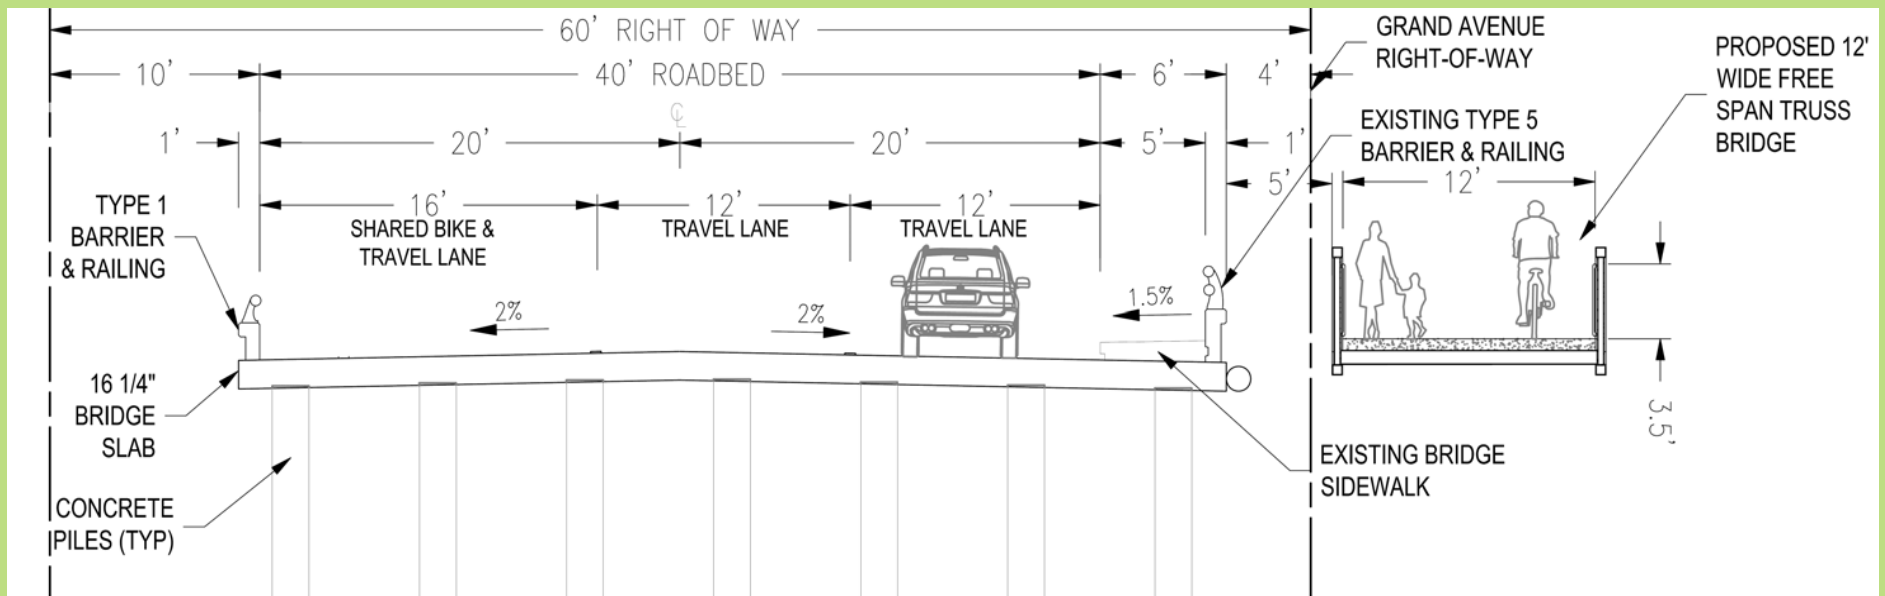 60' RIGHT OF WAY
GRAND AVENUE
RIGHT-OF-WAY
PROPOSED 12'
WIDE FREE
SPAN TRUSS
BRIDGE
10'
40' ROADBED
6'
4'
℄
1'
20'
20'
5'
1'
EXISTING TYPE 5
BARRIER & RAILING
5'
12'
16'
12'
12'
SHARED BIKE &
TRAVEL LANE
TRAVEL LANE
TRAVEL LANE
TYPE 1
BARRIER
& RAILING
2%
2%
1.5%
16 1/4"
BRIDGE
SLAB
3.5'
EXISTING BRIDGE
SIDEWALK
CONCRETE
PILES (TYP)